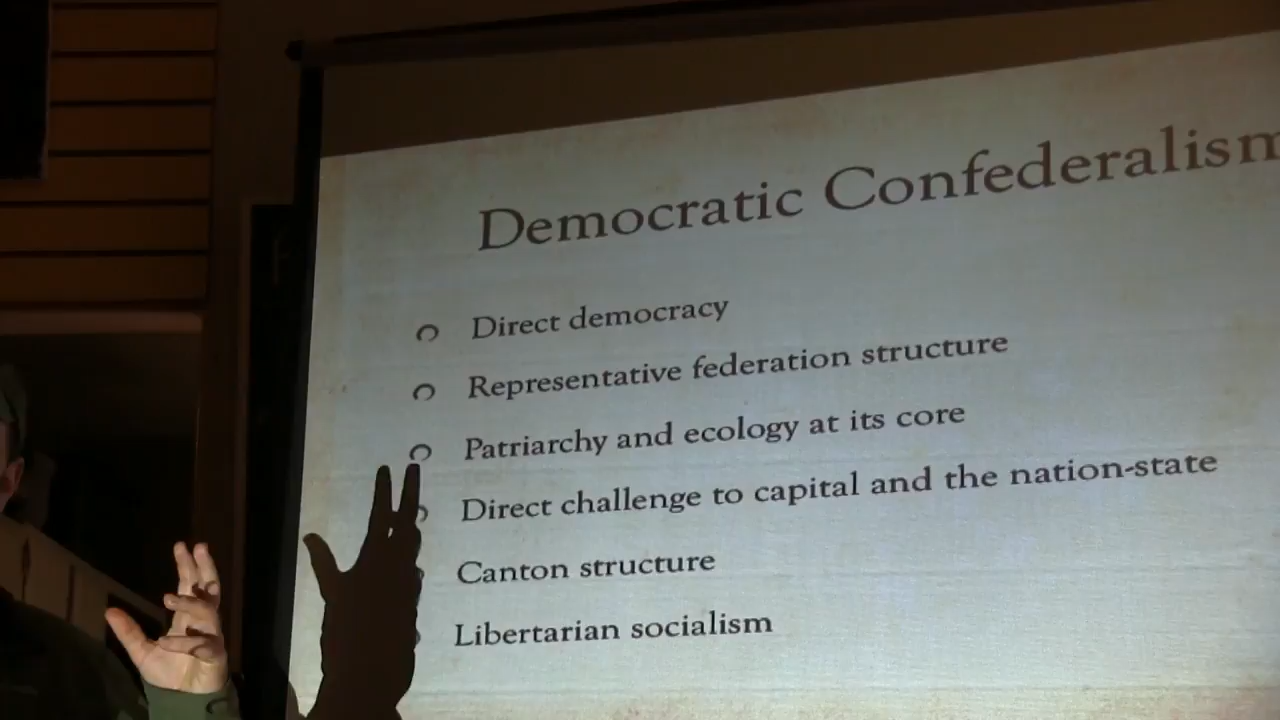 Democratic Confederalism
Direct democracy
Representative federation structure
Patriarchy and ecology at its core
Direct challenge to capital and the nation-state
Canton structure
Libertarian socialism